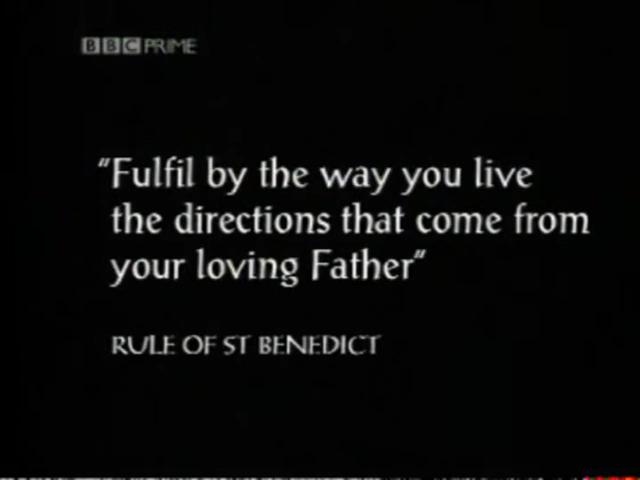 BBC PRIME
"Fulfil by the way you live
the directions that come from
your loving Father"
RULE OF ST BENEDICT